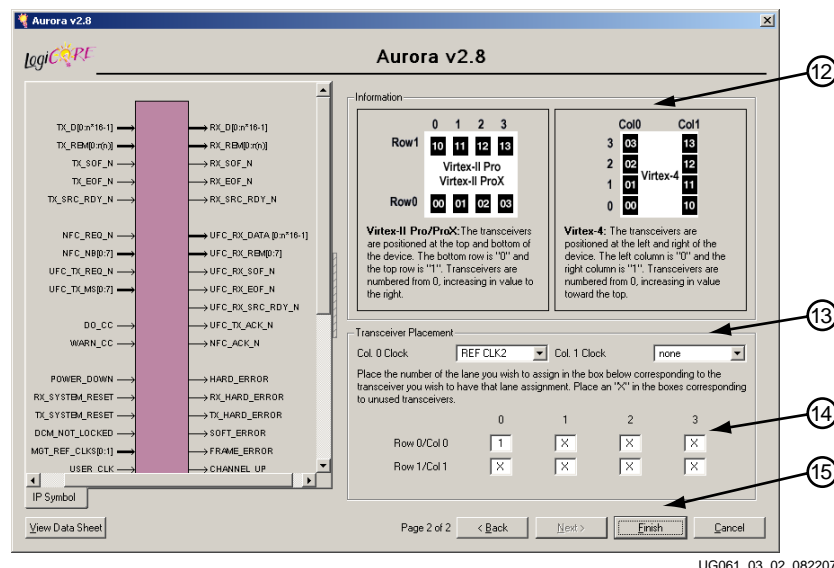 Aurora v2.8
LogiCORE
Aurora v2.8
TX_D[0:n*16-1]
TX_REM[0:r(n)]
TX_SOF_N
TX_EOF_N
TX_SRC_RDY_N
NFC_REQ_N
NFC_NB[0:7]
UFC_TX_REQ_N
UFC_TX_MS[0:7]
DO_CC
WARN_CC
POWER_DOWN
RX_SYSTEM_RESET
TX_SYSTEM_RESET
DCM_NOT_LOCKED
MGT_REF_CLKS[0:1]
USER_CLK
RX_D[0:n*16-1]
RX_REM[0:r(n)]
RX_SOF_N
RX_EOF_N
RX_SRC_RDY_N
UFC_RX_DATA [0:n*16-1]
UFC_RX_REM[0:7]
UFC_RX_SOF_N
UFC_RX_EOF_N
UFC_RX_SRC_RDY_N
UFC_TX_ACK_N
NFC_ACK_N
HARD_ERROR
RX_HARD_ERROR
TX_HARD_ERROR
SOFT_ERROR
FRAME_ERROR
CHANNEL_UP
IP Symbol
View Data Sheet
Information
0 1 2 3
Row1 10 11 12 13
Virtex-II Pro
Virtex-II ProX
Row0 00 01 02 03
Virtex-II Pro/ProX: The transceivers
are positioned at the top and bottom of
the device. The bottom row is "0" and
the top row is "1". Transceivers are
numbered from 0, increasing in value to
the right.
Col0 Col1
3 03 13
2 02 12
Virtex-4
1 01 11
0 00 10
Virtex-4: The transceivers are
positioned at the left and right of the
device. The left column is "0" and the
right column is "1". Transceivers are
numbered from 0, increasing in value
toward the top.
Transceiver Placement
Col. 0 Clock REF CLK2 Col. 1 Clock none
Place the number of the lane you wish to assign in the box below corresponding to the
transceiver you wish to have that lane assignment. Place an "X" in the boxes corresponding
to unused transceivers.
0 1 2 3
Row 0/Col 0 1 X X X
Row 1/Col 1 X X X X
Page 2 of 2 < Back Next > Finish Cancel
12
13
14
15
UG061_03_02_082207